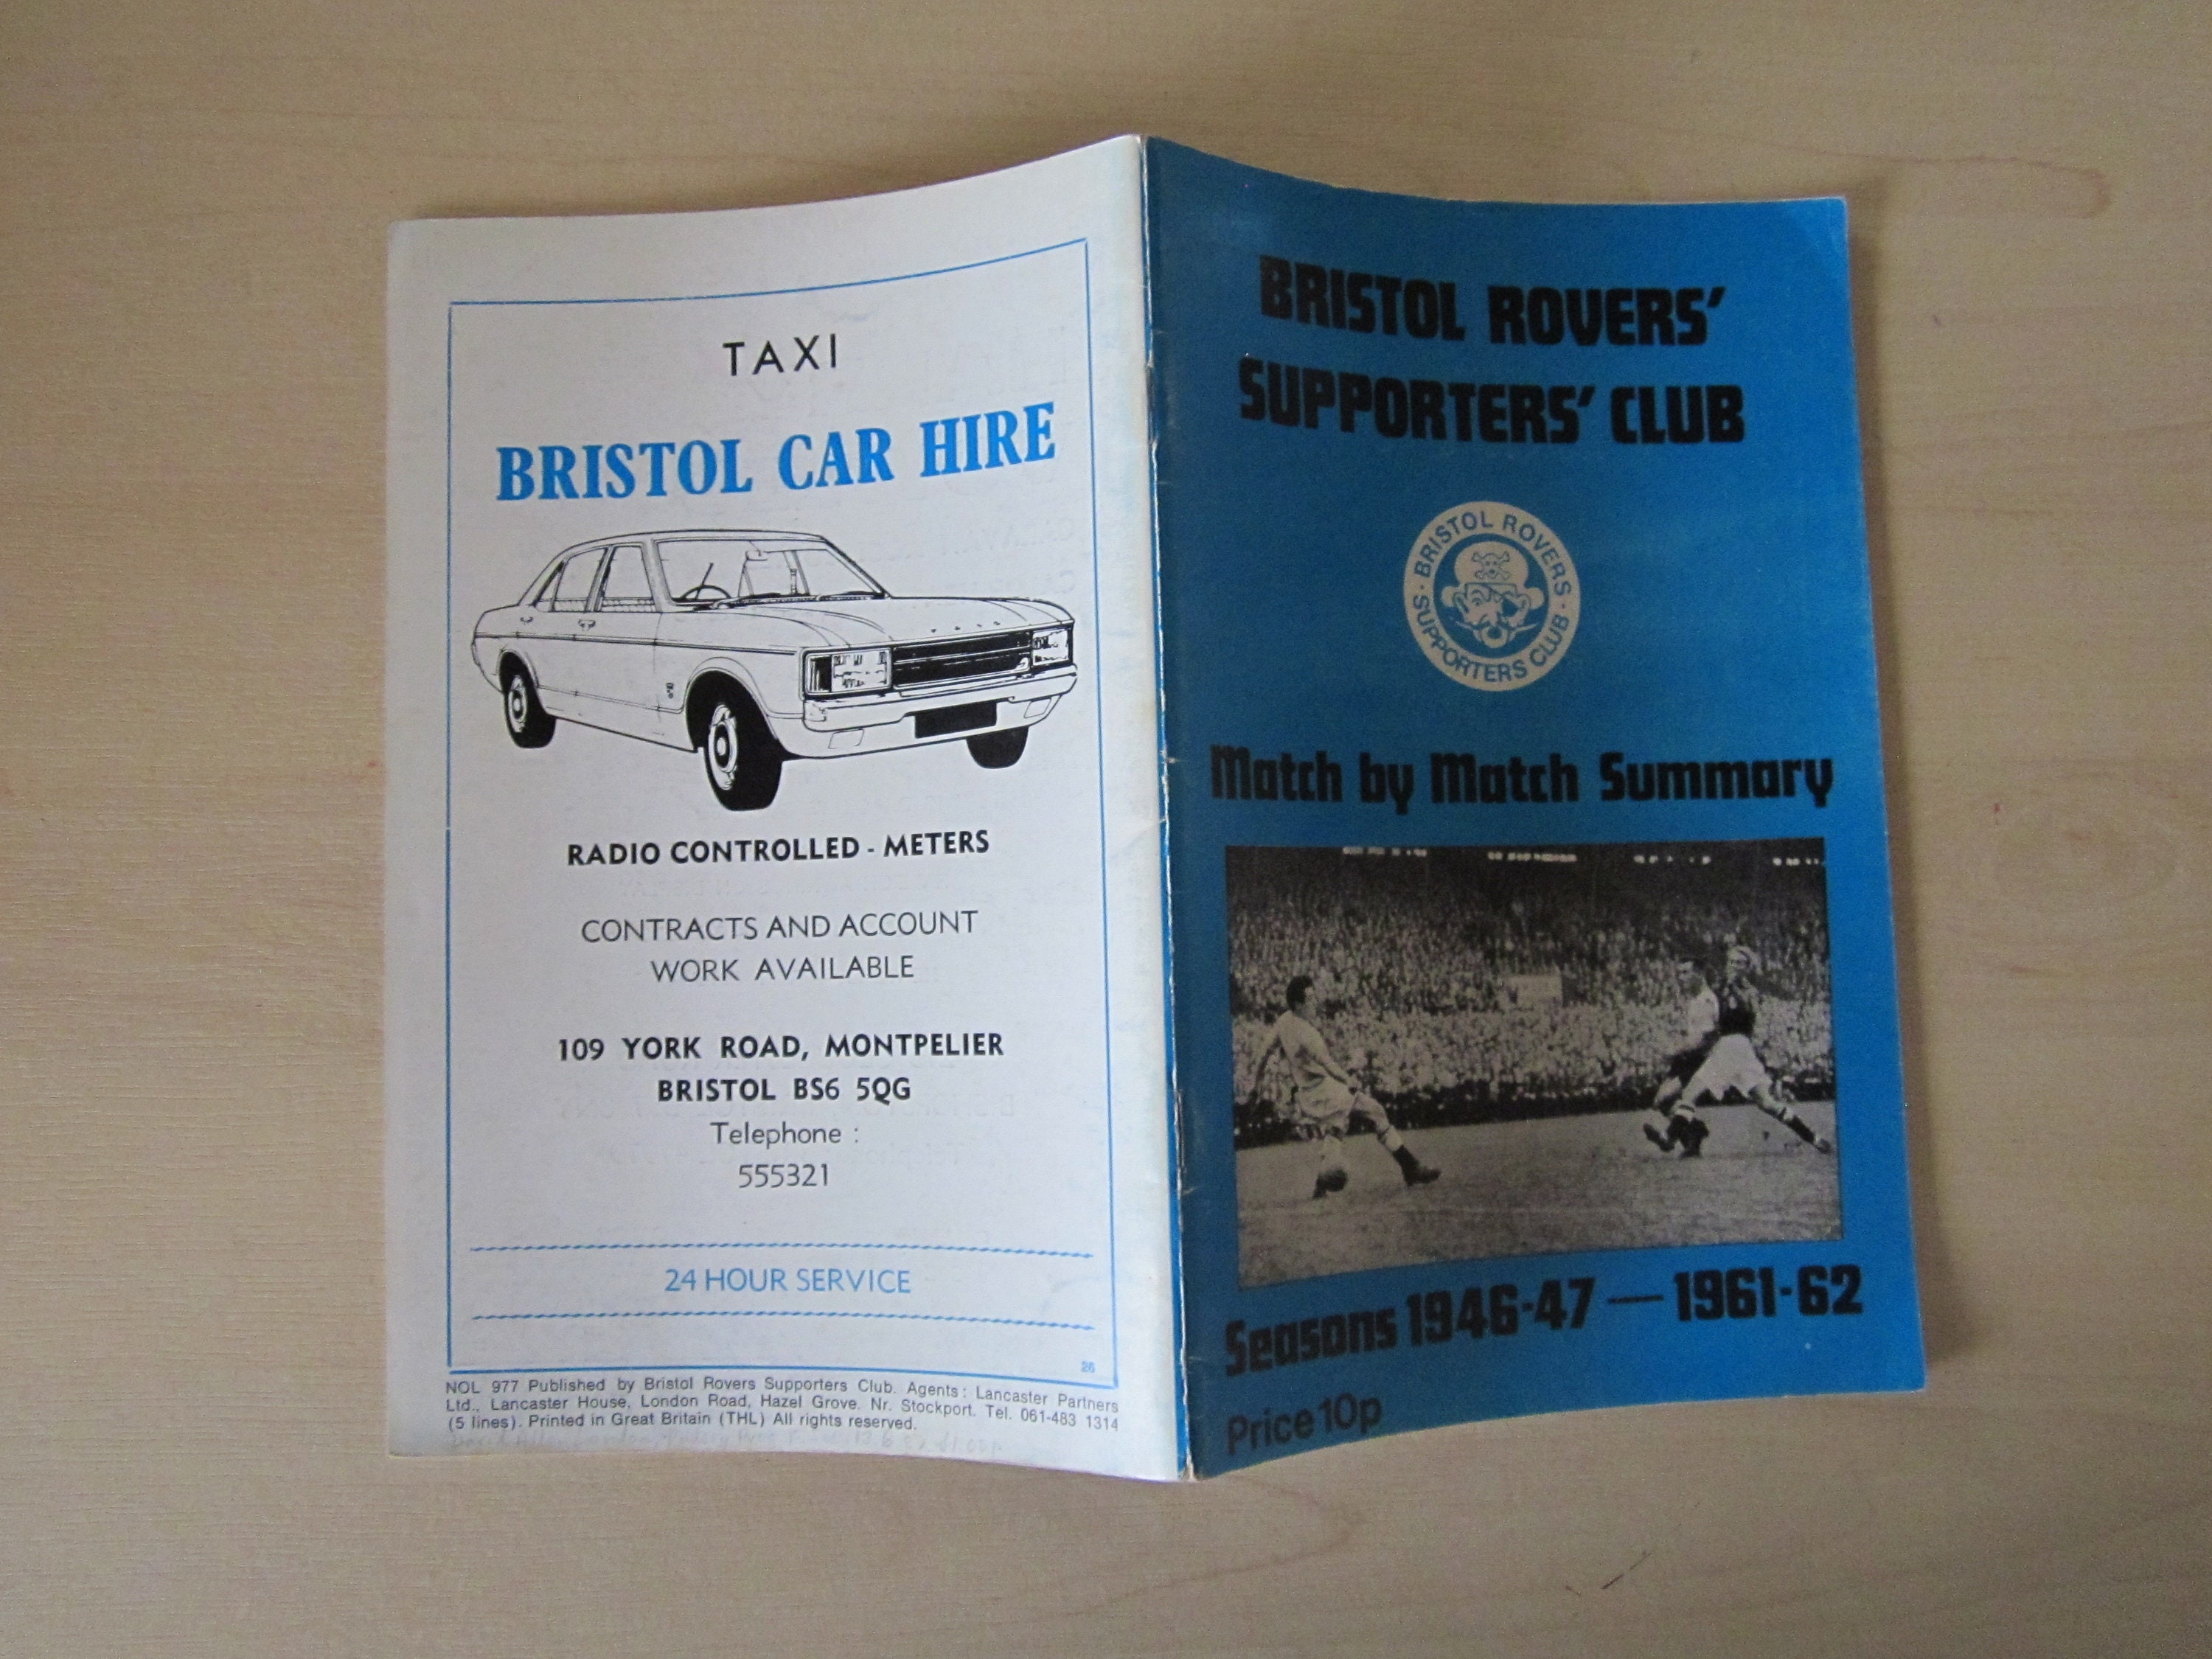 TAXI
BRISTOL CAR HIRE
RADIO CONTROLLED - METERS
CONTRACTS AND ACCOUNT
WORK AVAILABLE
109 YORK ROAD, MONTPELIER
BRISTOL BS6 5QG
Telephone :
555321
24 HOUR SERVICE
26
NOL 977 Published by Bristol Rovers Supporters Club. Agents: Lancaster Partners
Ltd., Lancaster House, London Road, Hazel Grove. Nr. Stockport. Tel. 061-483 1314
(5 lines). Printed in Great Britain (THL) All rights reserved.
BRISTOL ROVERS'
SUPPORTERS' CLUB
· BRISTOL ROVERS ·
SUPPORTERS CLUB
Match by Match Summary
Seasons 1946-47 — 1961-62
Price 10p